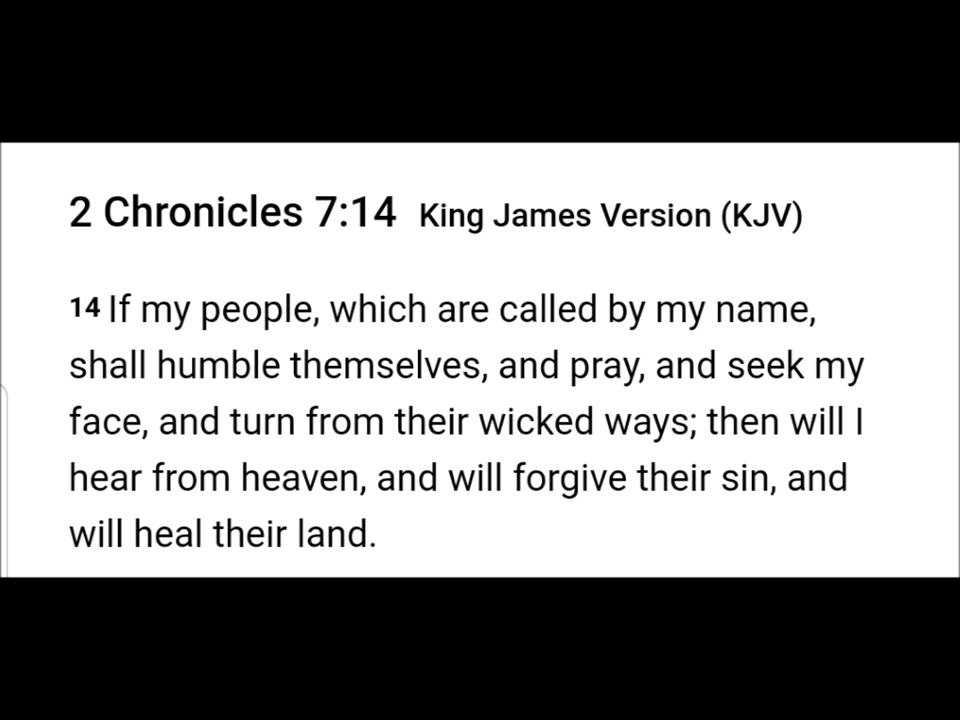 2 Chronicles 7:14 King James Version (KJV)
14 If my people, which are called by my name,
shall humble themselves, and pray, and seek my
face, and turn from their wicked ways; then will I
hear from heaven, and will forgive their sin, and
will heal their land.